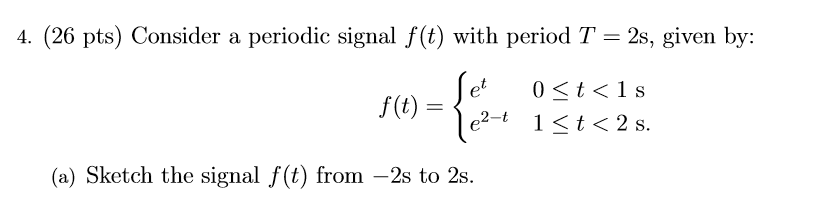 4. (26 pts) Consider a periodic signal f(t) with period T = 2s, given by:
f(t) = { e^t 0 ≤ t < 1 s
e^{2−t} 1 ≤ t < 2 s.
(a) Sketch the signal f(t) from −2s to 2s.